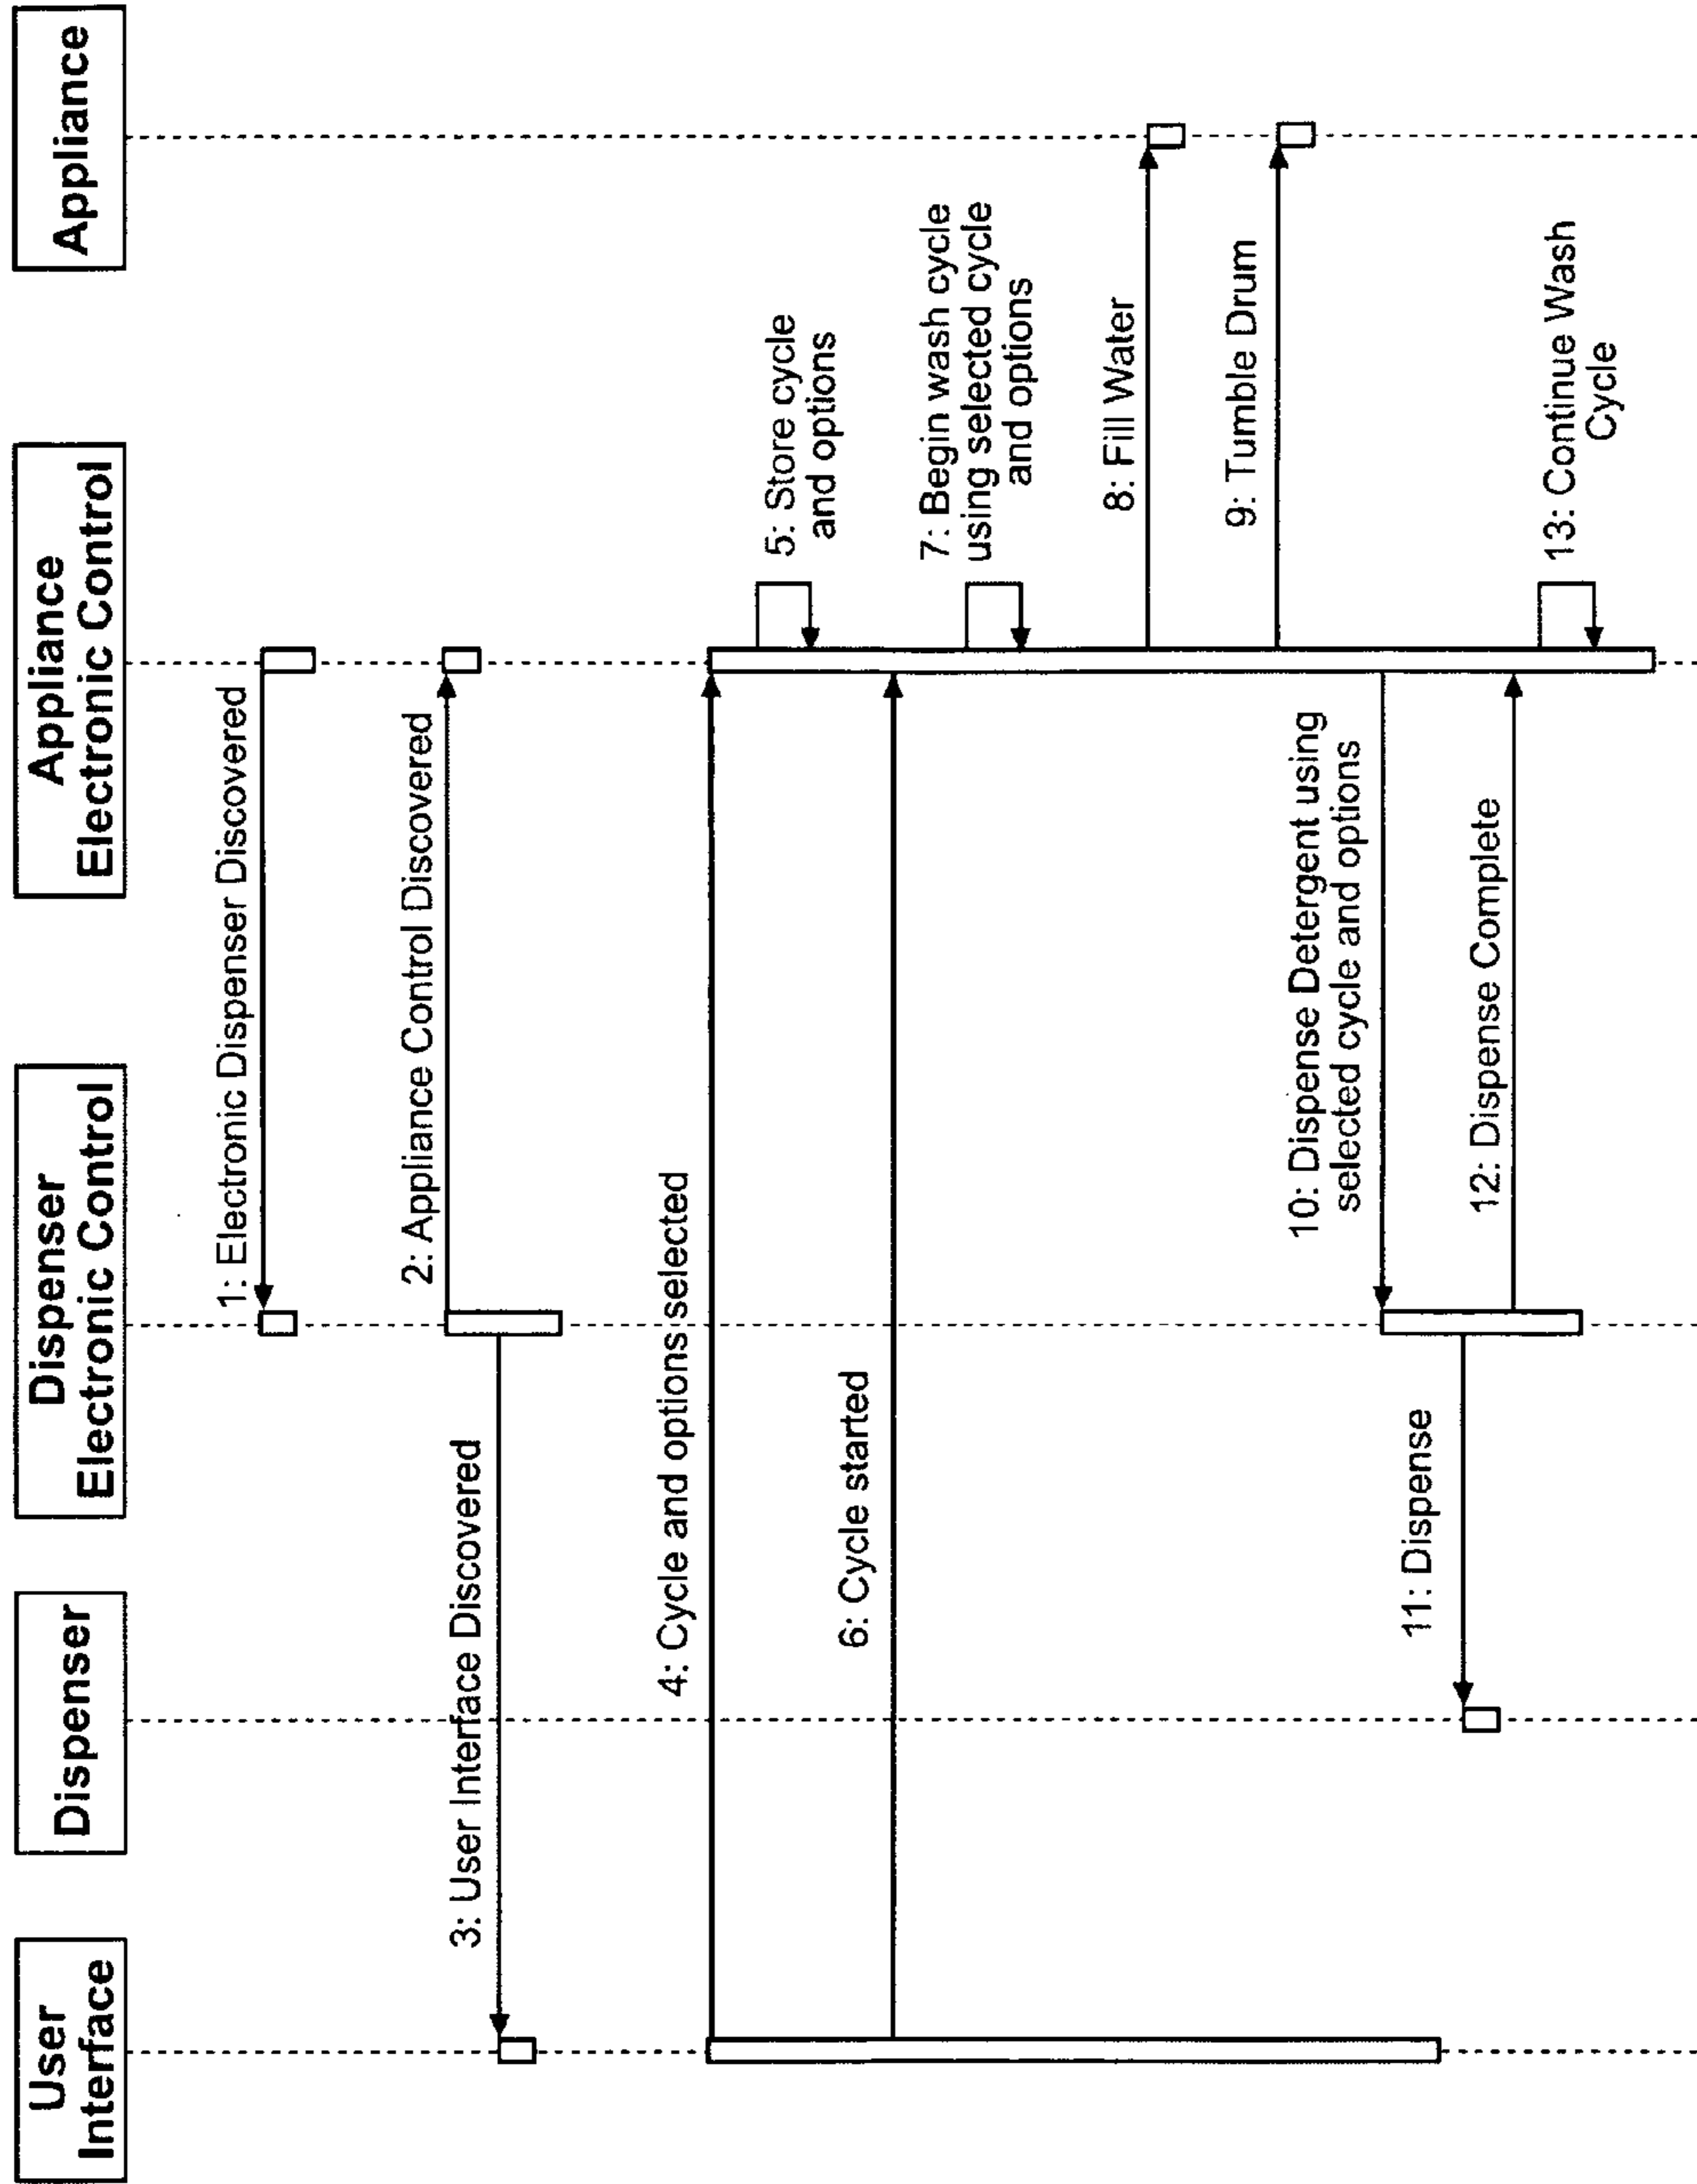 User
Interface
Dispenser
Dispenser
Electronic Control
Appliance
Electronic Control
Appliance
1: Electronic Dispenser Discovered
2: Appliance Control Discovered
3: User Interface Discovered
4: Cycle and options selected
5: Store cycle
and options
6: Cycle started
7: Begin wash cycle
using selected cycle
and options
8: Fill Water
9: Tumble Drum
10: Dispense Detergent using
selected cycle and options
11: Dispense
12: Dispense Complete
13: Continue Wash
Cycle